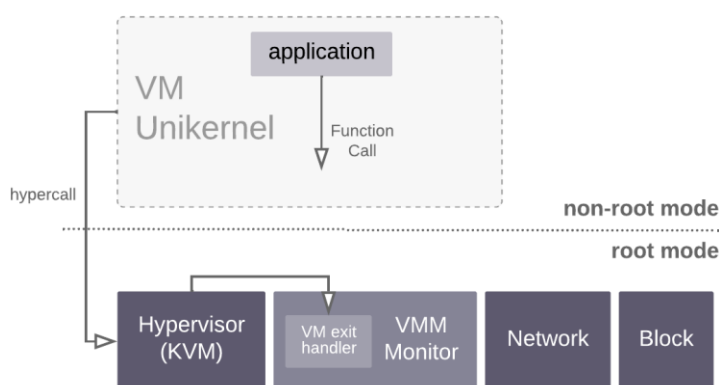 application
VM
Unikernel
Function
Call
hypercall
non-root mode
root mode
Hypervisor
(KVM)
VM exit
handler
VMM
Monitor
Network
Block